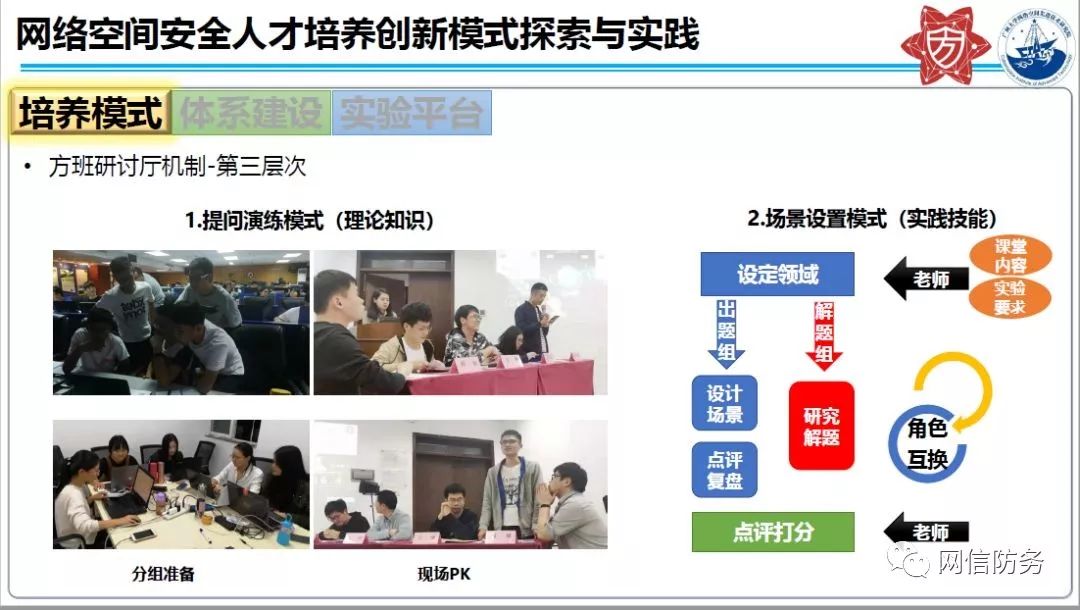 网络空间安全人才培养创新模式探索与实践
培养模式 体系建设 实验平台
• 方班研讨厅机制-第三层次
1.提问演练模式（理论知识）
分组准备
现场PK
2.场景设置模式（实践技能）
设定领域
老师
课堂
内容
实验
要求
出
题
组
解
题
组
设计
场景
点评
复盘
研究
解题
角色
互换
点评打分
老师
网信防务